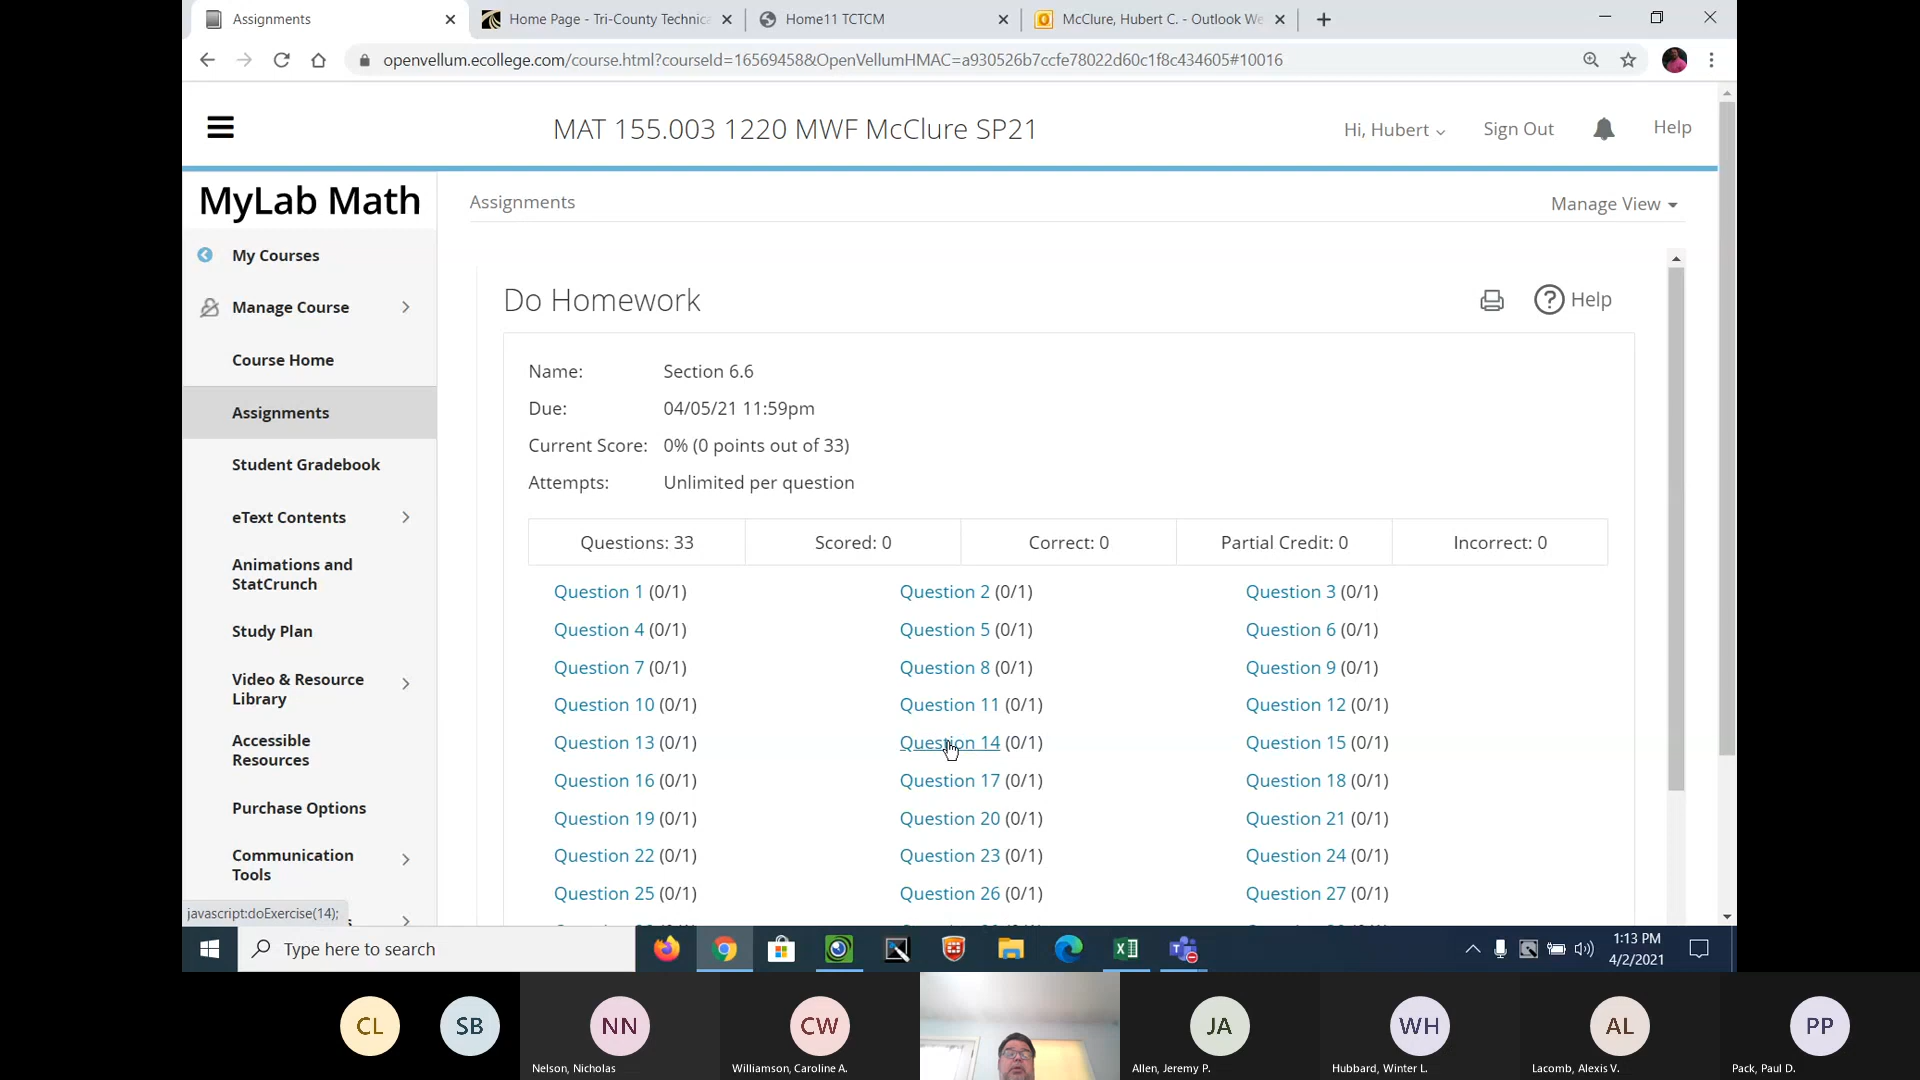 Assignments
Home Page - Tri-County Technica
Home11 TCTCM
McClure, Hubert C. - Outlook We
openvellum.ecollege.com/course.html?courseId=16569458&OpenVellumHMAC=a930526b7ccfe78022d60c1f8c434605#10016
MAT 155.003 1220 MWF McClure SP21
Hi, Hubert
Sign Out
Help
MyLab Math
Assignments
Manage View
My Courses
Manage Course
Course Home
Assignments
Student Gradebook
eText Contents
Animations and
StatCrunch
Study Plan
Video & Resource
Library
Accessible
Resources
Purchase Options
Communication
Tools
javascript:doExercise(14);
Do Homework
Help
Name: Section 6.6
Due: 04/05/21 11:59pm
Current Score: 0% (0 points out of 33)
Attempts: Unlimited per question
Questions: 33 Scored: 0 Correct: 0 Partial Credit: 0 Incorrect: 0
Question 1 (0/1) Question 2 (0/1) Question 3 (0/1)
Question 4 (0/1) Question 5 (0/1) Question 6 (0/1)
Question 7 (0/1) Question 8 (0/1) Question 9 (0/1)
Question 10 (0/1) Question 11 (0/1) Question 12 (0/1)
Question 13 (0/1) Question 14 (0/1) Question 15 (0/1)
Question 16 (0/1) Question 17 (0/1) Question 18 (0/1)
Question 19 (0/1) Question 20 (0/1) Question 21 (0/1)
Question 22 (0/1) Question 23 (0/1) Question 24 (0/1)
Question 25 (0/1) Question 26 (0/1) Question 27 (0/1)
Type here to search
1:13 PM
4/2/2021
CL
SB
NN
CW
JA
WH
AL
PP
Nelson, Nicholas
Williamson, Caroline A.
Allen, Jeremy P.
Hubbard, Winter L.
Lacomb, Alexis V.
Pack, Paul D.